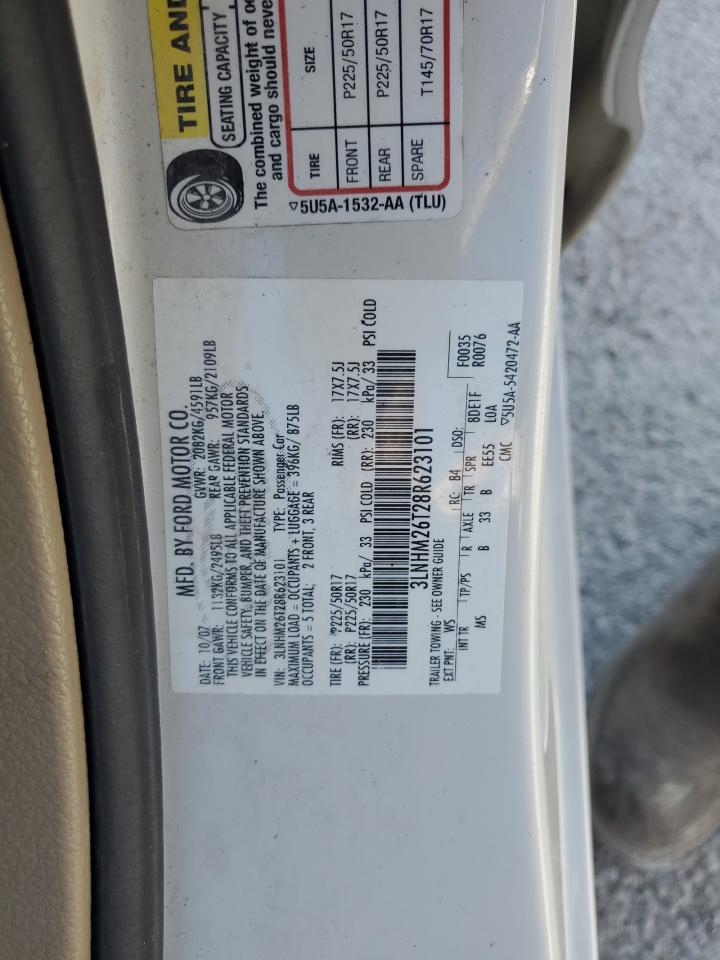 TIRE AND
SEATING CAPACITY
The combined weight of oc
and cargo should neve
TIRE SIZE
FRONT P225/50R17
REAR P225/50R17
SPARE T145/70R17
▽5U5A-1532-AA (TLU)
MFD. BY FORD MOTOR CO.
DATE: 10/07 GVWR: 2082KG/4591LB
FRONT GAWR: 1132KG/2495LB REAR GAWR: 957KG/2109LB
THIS VEHICLE CONFORMS TO ALL APPLICABLE FEDERAL MOTOR
VEHICLE SAFETY, BUMPER, AND THEFT PREVENTION STANDARDS
IN EFFECT ON THE DATE OF MANUFACTURE SHOWN ABOVE.
VIN: 3LNHM26T28R623101 TYPE: Passenger Car
MAXIMUM LOAD = OCCUPANTS + LUGGAGE = 396KG/ 875LB
OCCUPANTS = 5 TOTAL; 2 FRONT, 3 REAR
TIRE (FR): P225/50R17 RIMS (FR): 17X7.5J
(RR): P225/50R17 (RR): 17X7.5J
PRESSURE (FR): 230 kPa/ 33 PSI COLD (RR): 230 kPa/ 33 PSI COLD
3LNHM26T28R623101
TRAILER TOWING - SEE OWNER GUIDE
EXT PNT: WS RC: B4 DSO: F0035
R0076
INT TR TP/PS R AXLE TR SPR 8DE1F
MS B 33 B EE55 L0A
CMC ▽5U5A-5420472-AA